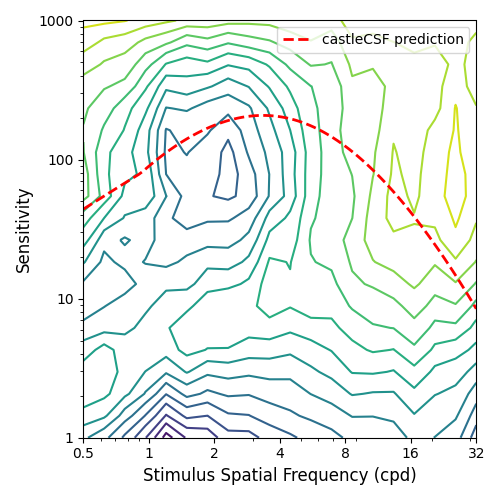 1000
castleCSF prediction
100
Sensitivity
10
1
0.5 1 2 4 8 16 32
Stimulus Spatial Frequency (cpd)